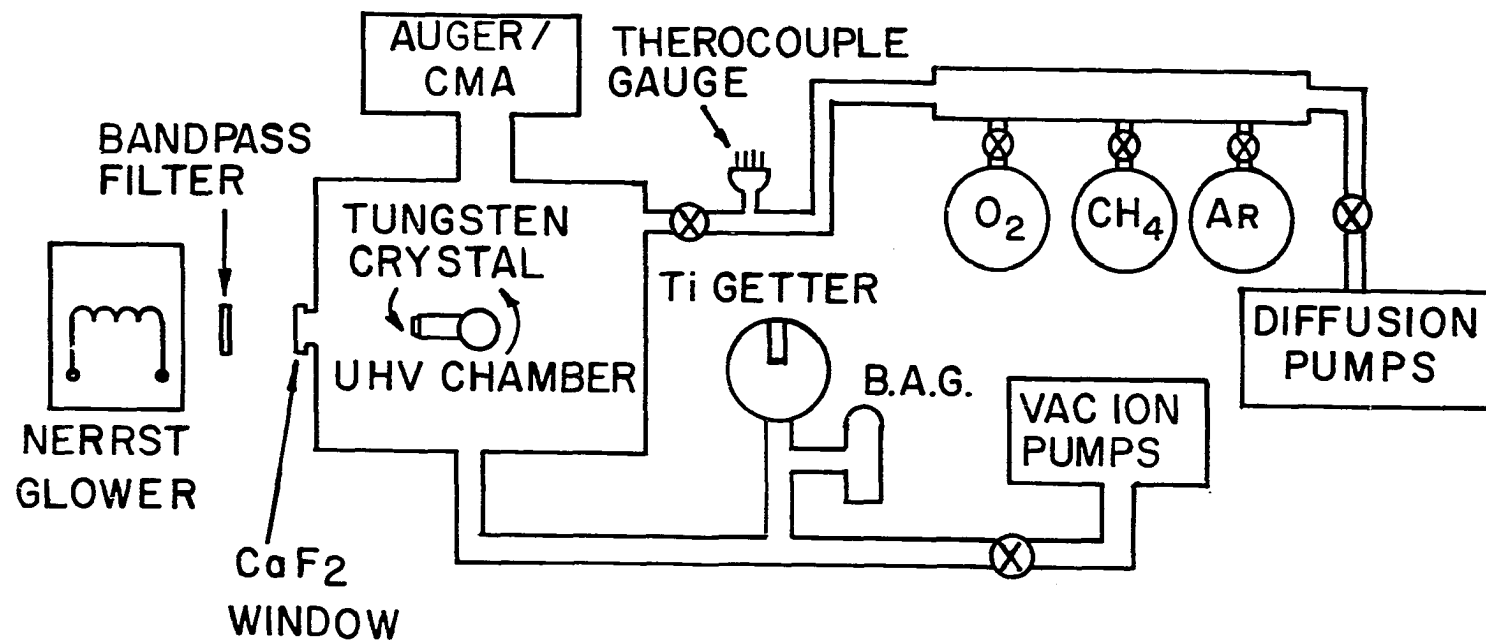 AUGER/
CMA
THEROCOUPLE
GAUGE
BANDPASS
FILTER
TUNGSTEN
CRYSTAL
UHV CHAMBER
NERRST
GLOWER
CaF2
WINDOW
Ti GETTER
B.A.G.
O2
CH4
AR
DIFFUSION
PUMPS
VAC ION
PUMPS